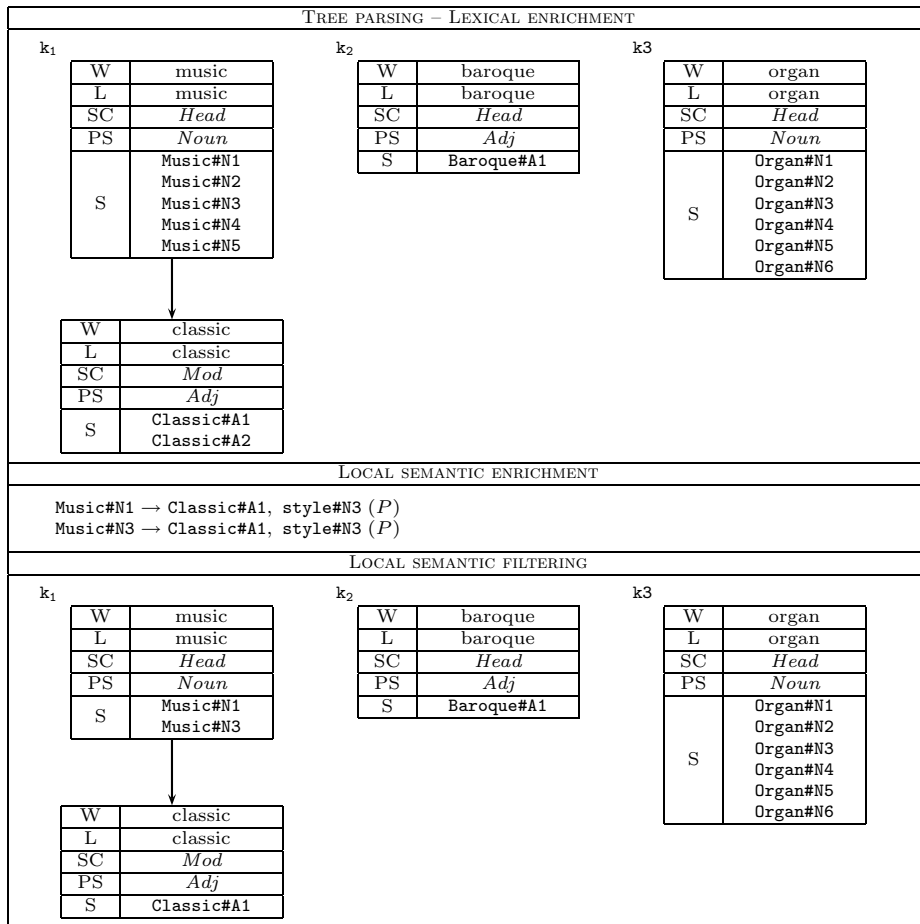 TREE PARSING – LEXICAL ENRICHMENT
k₁
W music
L music
SC Head
PS Noun
S
Music#N1
Music#N2
Music#N3
Music#N4
Music#N5
W classic
L classic
SC Mod
PS Adj
S
Classic#A1
Classic#A2
k₂
W baroque
L baroque
SC Head
PS Adj
S Baroque#A1
k3
W organ
L organ
SC Head
PS Noun
S
Organ#N1
Organ#N2
Organ#N3
Organ#N4
Organ#N5
Organ#N6
LOCAL SEMANTIC ENRICHMENT
Music#N1 → Classic#A1, style#N3 (P)
Music#N3 → Classic#A1, style#N3 (P)
LOCAL SEMANTIC FILTERING
k₁
W music
L music
SC Head
PS Noun
S
Music#N1
Music#N3
W classic
L classic
SC Mod
PS Adj
S Classic#A1
k₂
W baroque
L baroque
SC Head
PS Adj
S Baroque#A1
k3
W organ
L organ
SC Head
PS Noun
S
Organ#N1
Organ#N2
Organ#N3
Organ#N4
Organ#N5
Organ#N6